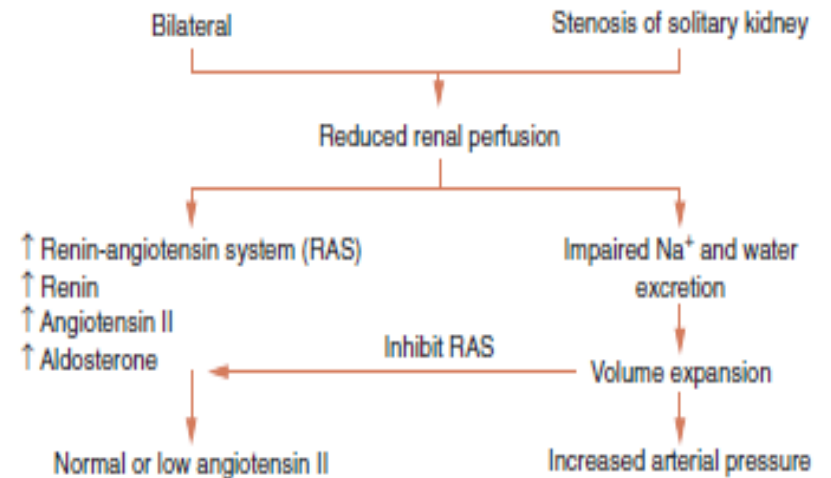 Bilateral
Stenosis of solitary kidney
Reduced renal perfusion
↑ Renin-angiotensin system (RAS)
↑ Renin
↑ Angiotensin II
↑ Aldosterone
Impaired Na⁺ and water
excretion
Inhibit RAS
Volume expansion
Normal or low angiotensin II
Increased arterial pressure